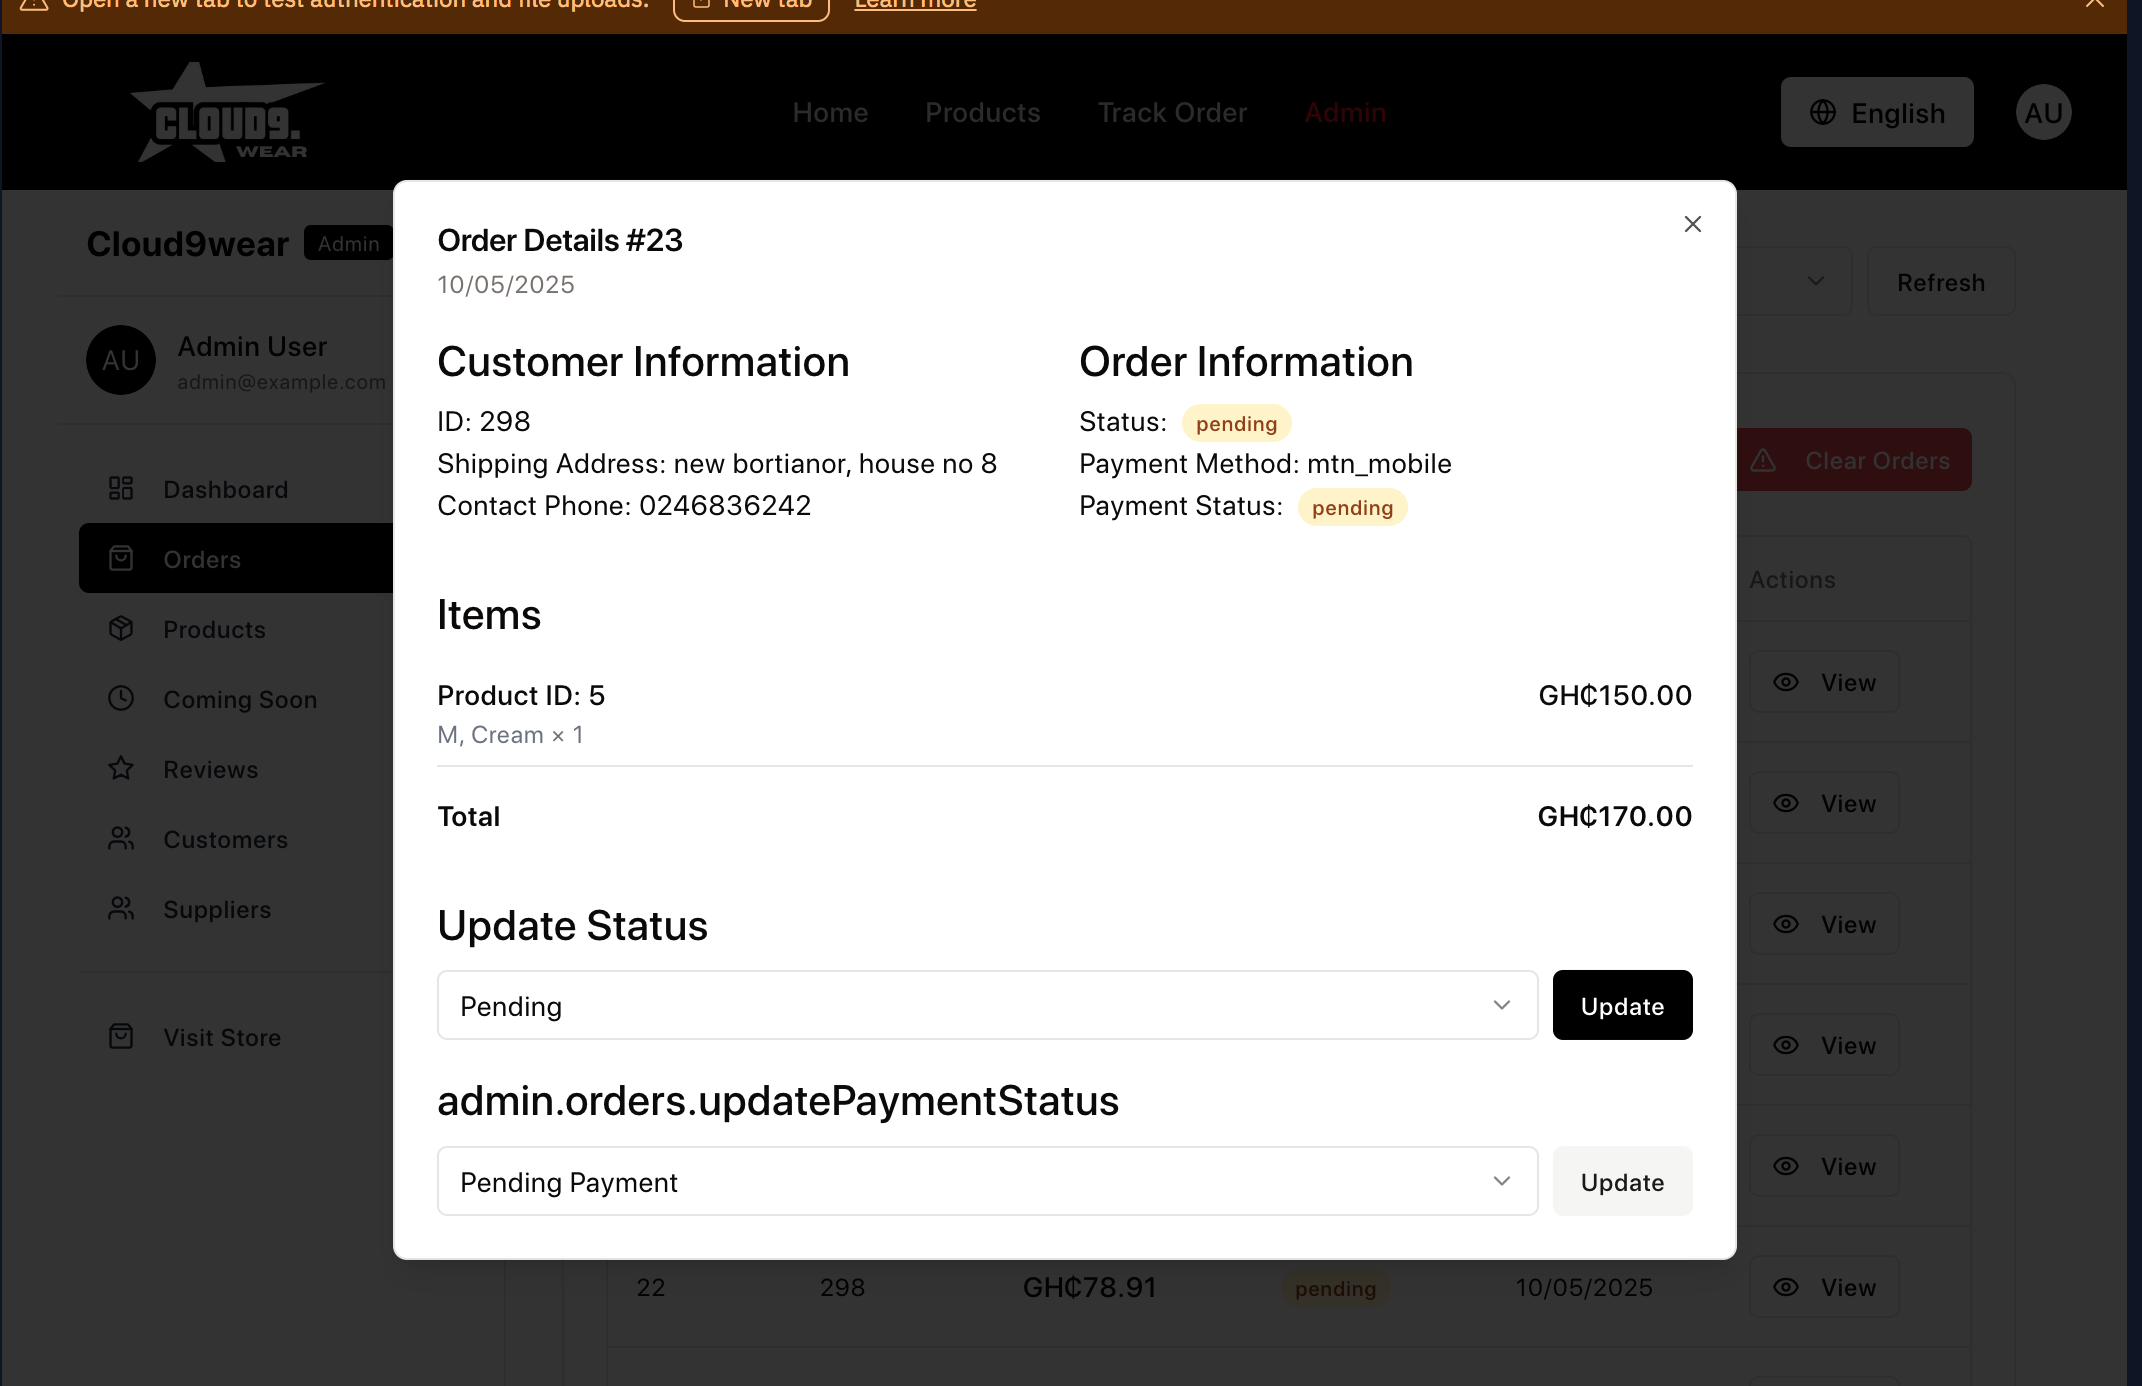 Open a new tab to test authentication and file uploads. New tab Learn more
CLOUD9.
WEAR
Home Products Track Order Admin
English
AU
Cloud9wear Admin
AU
Admin User
admin@example.com
Dashboard
Orders
Products
Coming Soon
Reviews
Customers
Suppliers
Visit Store
Refresh
Clear Orders
Order Details #23
10/05/2025
Customer Information
ID: 298
Shipping Address: new bortianor, house no 8
Contact Phone: 0246836242
Order Information
Status: pending
Payment Method: mtn_mobile
Payment Status: pending
Items
Product ID: 5 GH₵150.00
M, Cream × 1
Total GH₵170.00
Update Status
Pending Update
admin.orders.updatePaymentStatus
Pending Payment Update
Actions
View
View
View
View
View
22 298 GH₵78.91 pending 10/05/2025 View